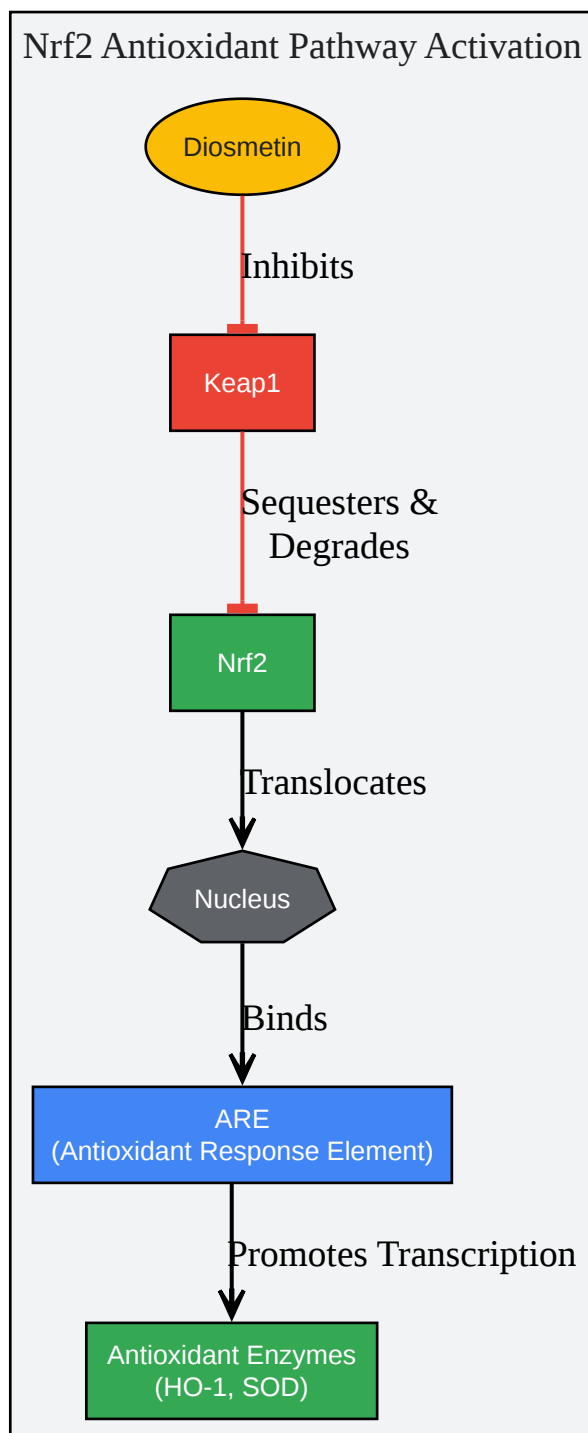 Nrf2 Antioxidant Pathway Activation
Diosmetin
Inhibits
Keap1
Sequesters &
Degrades
Nrf2
Translocates
Nucleus
Binds
ARE
(Antioxidant Response Element)
Promotes Transcription
Antioxidant Enzymes
(HO-1, SOD)